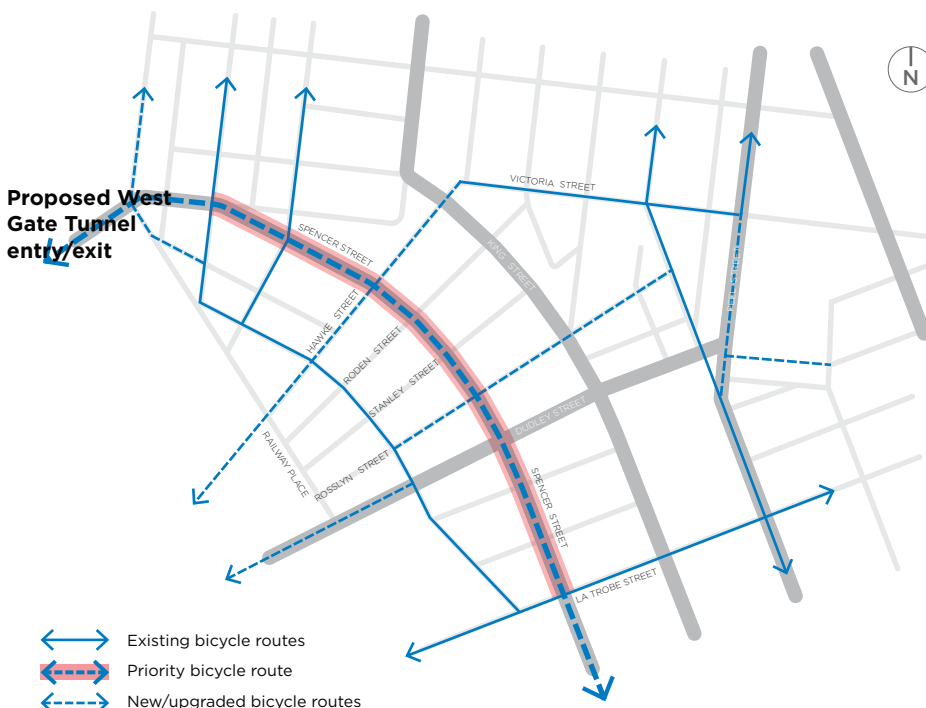 N
VICTORIA STREET
Proposed West
Gate Tunnel
entry/exit
SPENCER STREET
KING STREET
HAWKE STREET
RODEN STREET
STANLEY STREET
DUDLEY STREET
RAILWAY PLACE
ROSSLYN STREET
SPENCER STREET
LA TROBE STREET
Existing bicycle routes
Priority bicycle route
New/upgraded bicycle routes